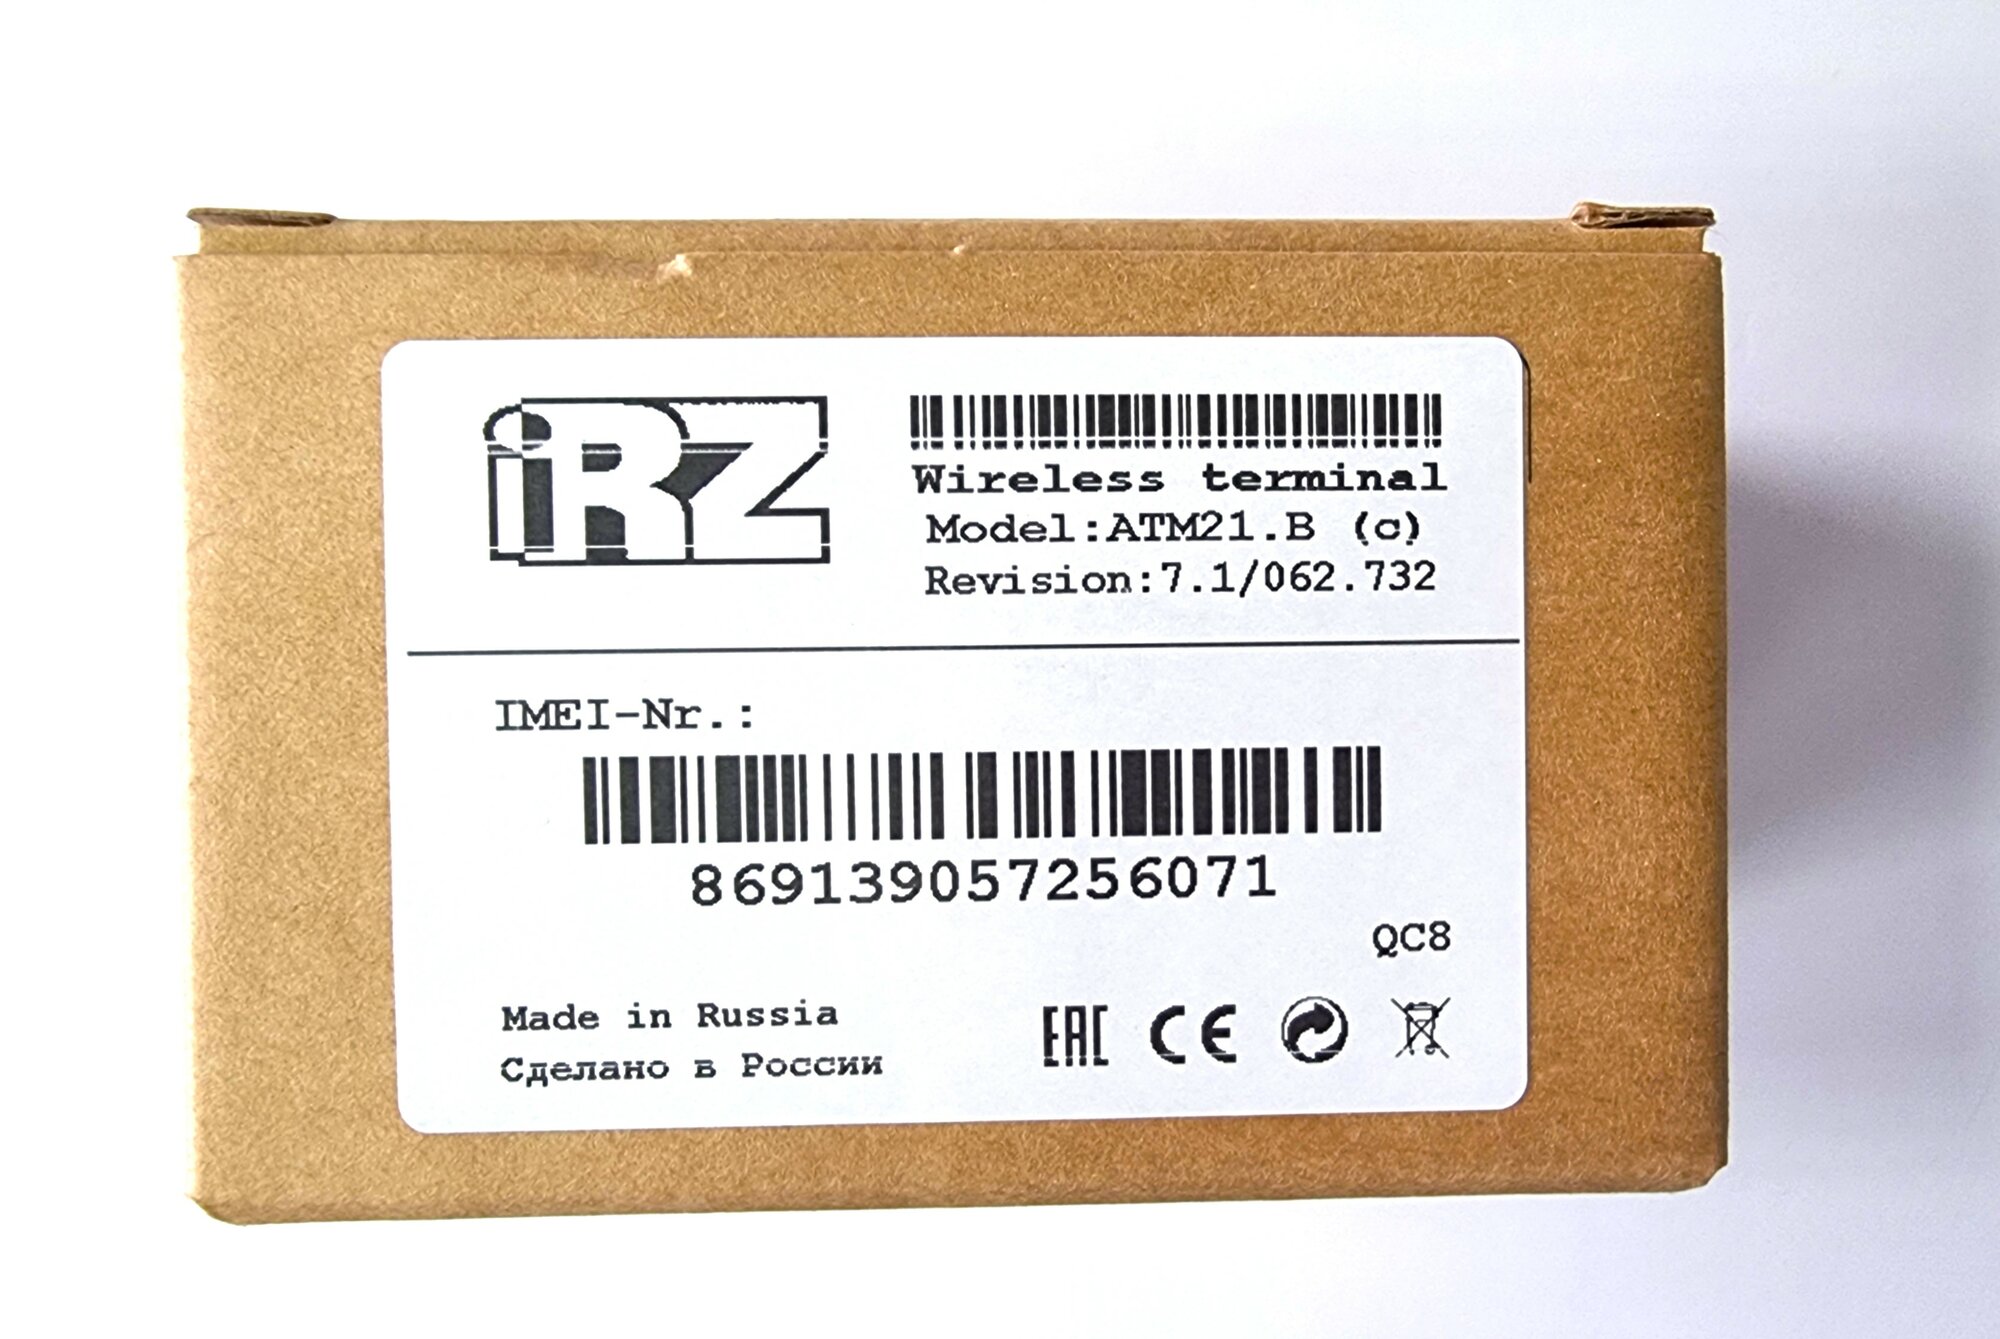 iRZ
Wireless terminal
Model:ATM21.B (c)
Revision:7.1/062.732
IMEI-Nr.:
869139057256071
QC8
Made in Russia
Сделано в России
EAC CE